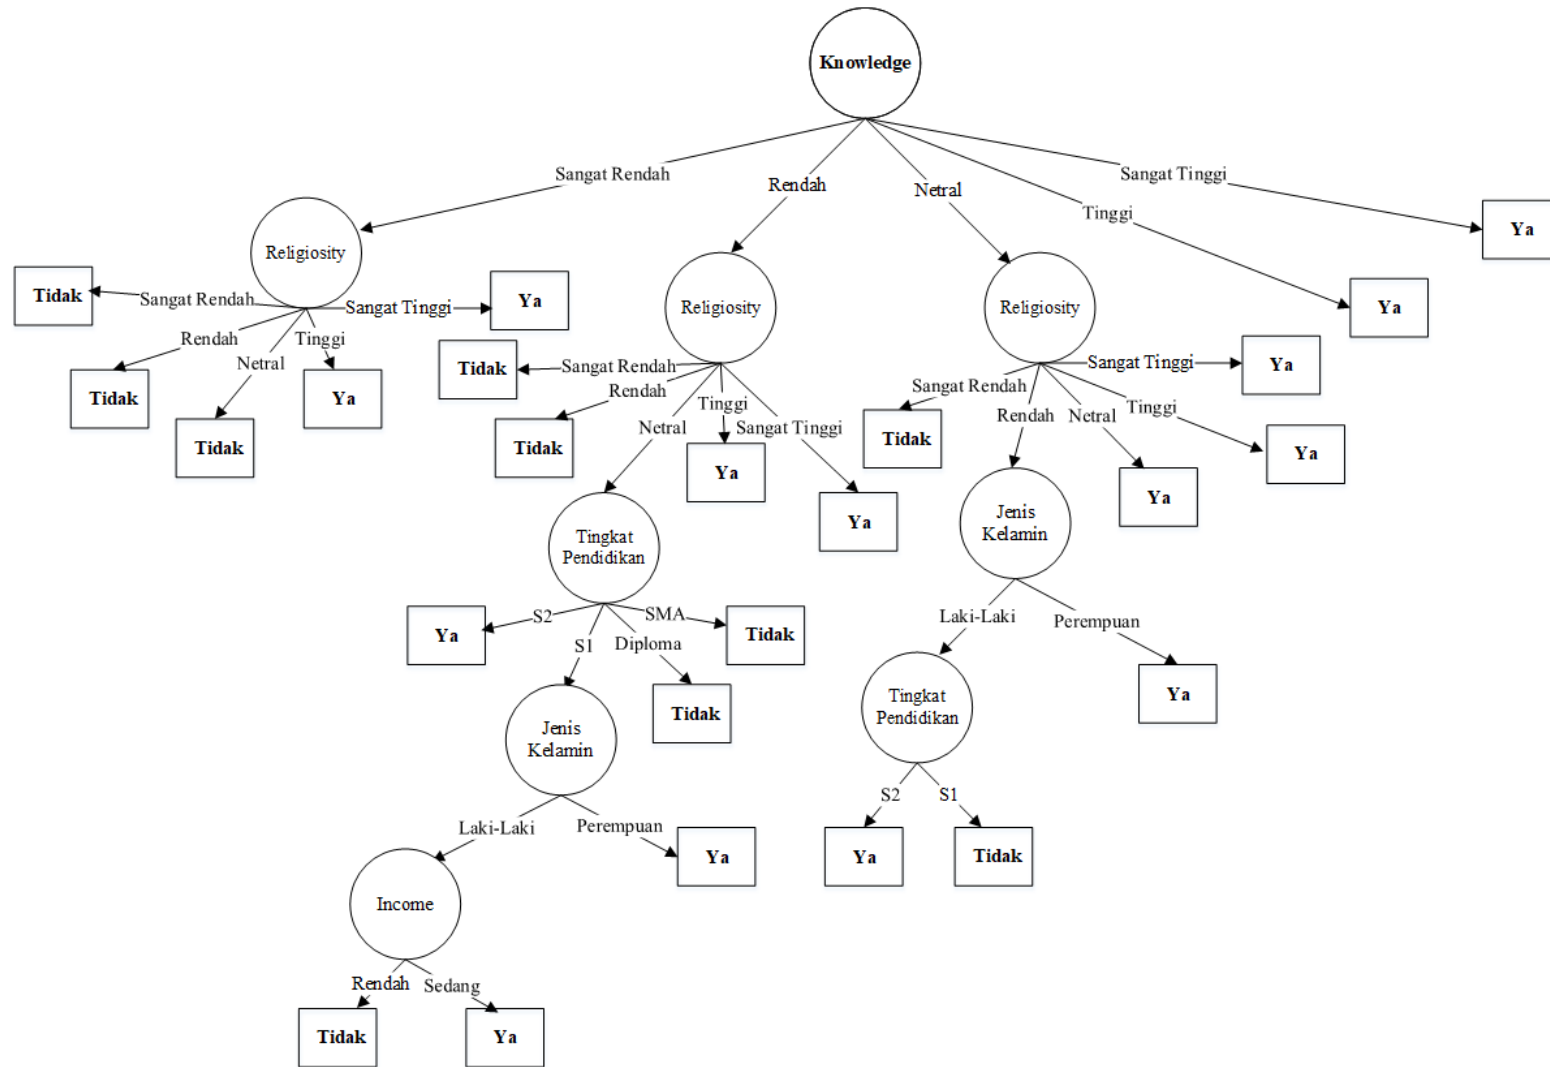 Knowledge
Sangat Rendah
Rendah
Netral
Tinggi
Sangat Tinggi
Ya
Ya
Religiosity
Tidak
Sangat Rendah
Rendah
Netral
Tinggi
Sangat Tinggi
Ya
Tidak
Tidak
Ya
Religiosity
Tidak
Sangat Rendah
Rendah
Netral
Tinggi
Sangat Tinggi
Tidak
Ya
Ya
Tingkat
Pendidikan
Ya
S2
S1
Diploma
SMA
Tidak
Tidak
Jenis
Kelamin
Laki-Laki
Perempuan
Ya
Income
Rendah
Sedang
Tidak
Ya
Religiosity
Sangat Rendah
Rendah
Netral
Tinggi
Sangat Tinggi
Ya
Tidak
Ya
Ya
Jenis
Kelamin
Laki-Laki
Perempuan
Ya
Tingkat
Pendidikan
S2
S1
Ya
Tidak